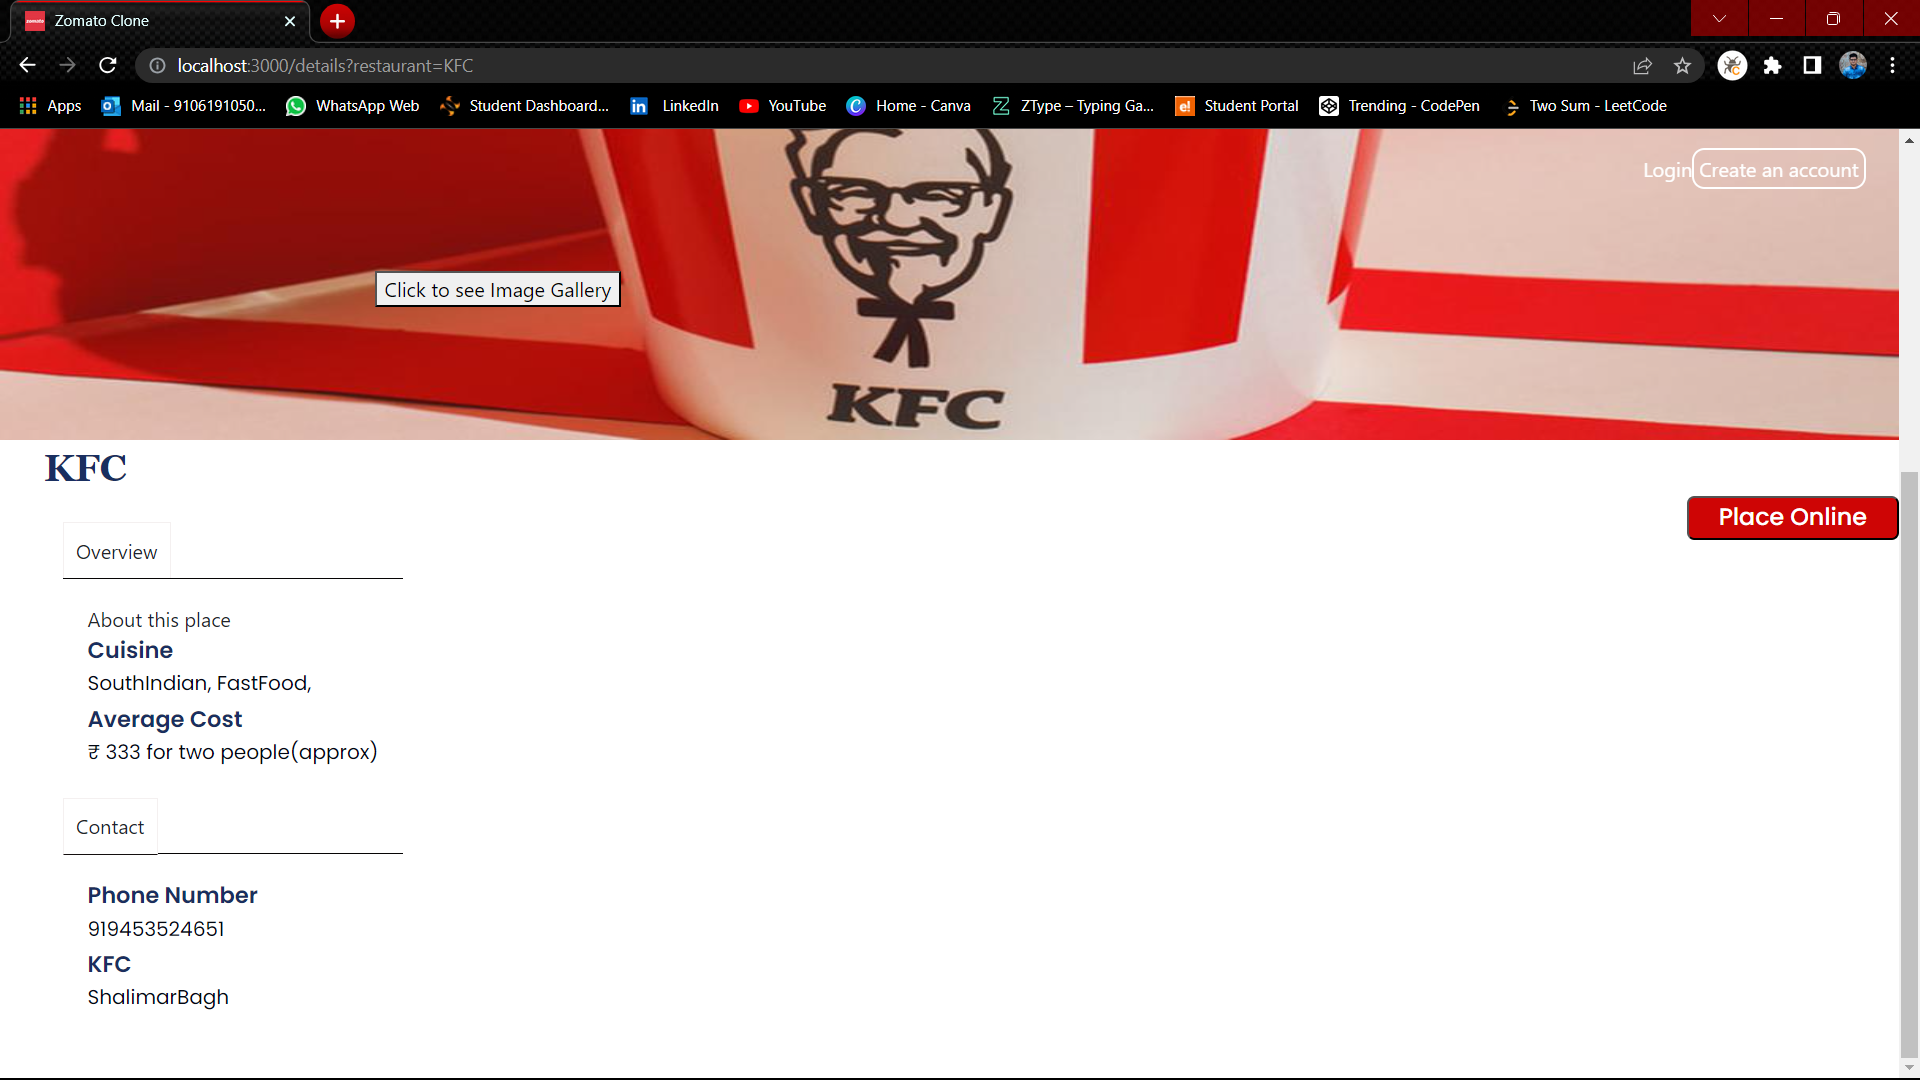 zomato
Zomato Clone
localhost:3000/details?restaurant=KFC
Apps
Mail - 9106191050...
WhatsApp Web
Student Dashboard...
in
LinkedIn
YouTube
C
Home - Canva
Z
ZType – Typing Ga...
e!
Student Portal
Trending - CodePen
Two Sum - LeetCode
Login
Create an account
Click to see Image Gallery
KFC
KFC
Place Online
Overview
About this place
Cuisine
SouthIndian, FastFood,
Average Cost
₹ 333 for two people(approx)
Contact
Phone Number
919453524651
KFC
ShalimarBagh